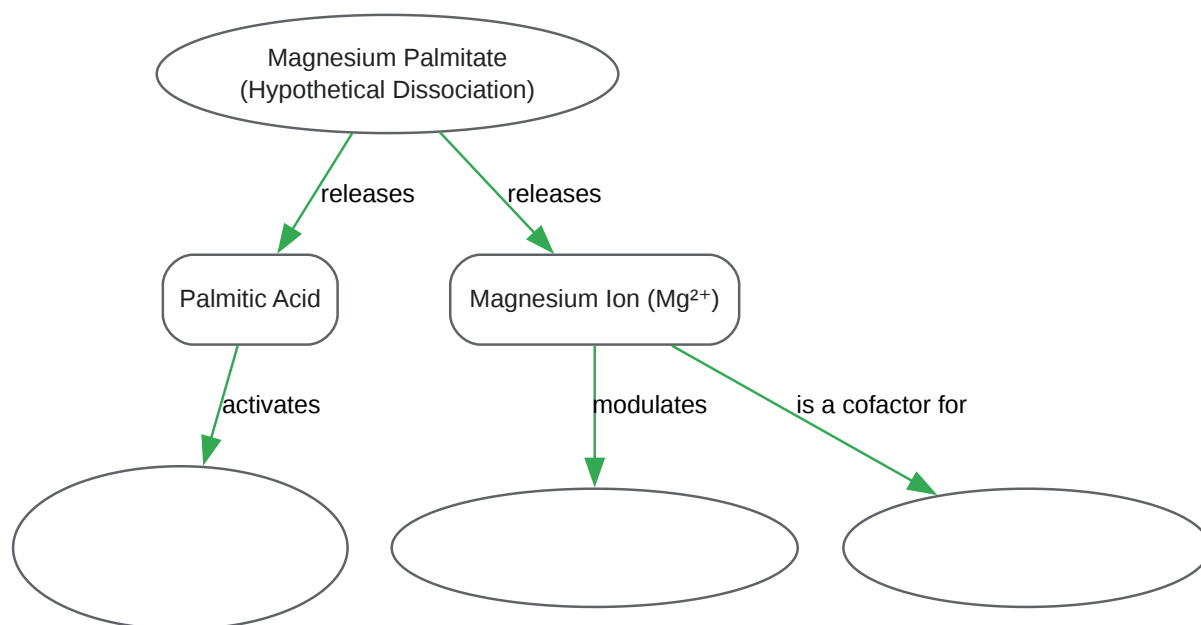 Magnesium Palmitate
(Hypothetical Dissociation)
releases
releases
Palmitic Acid
Magnesium Ion (Mg²⁺)
activates
modulates
is a cofactor for